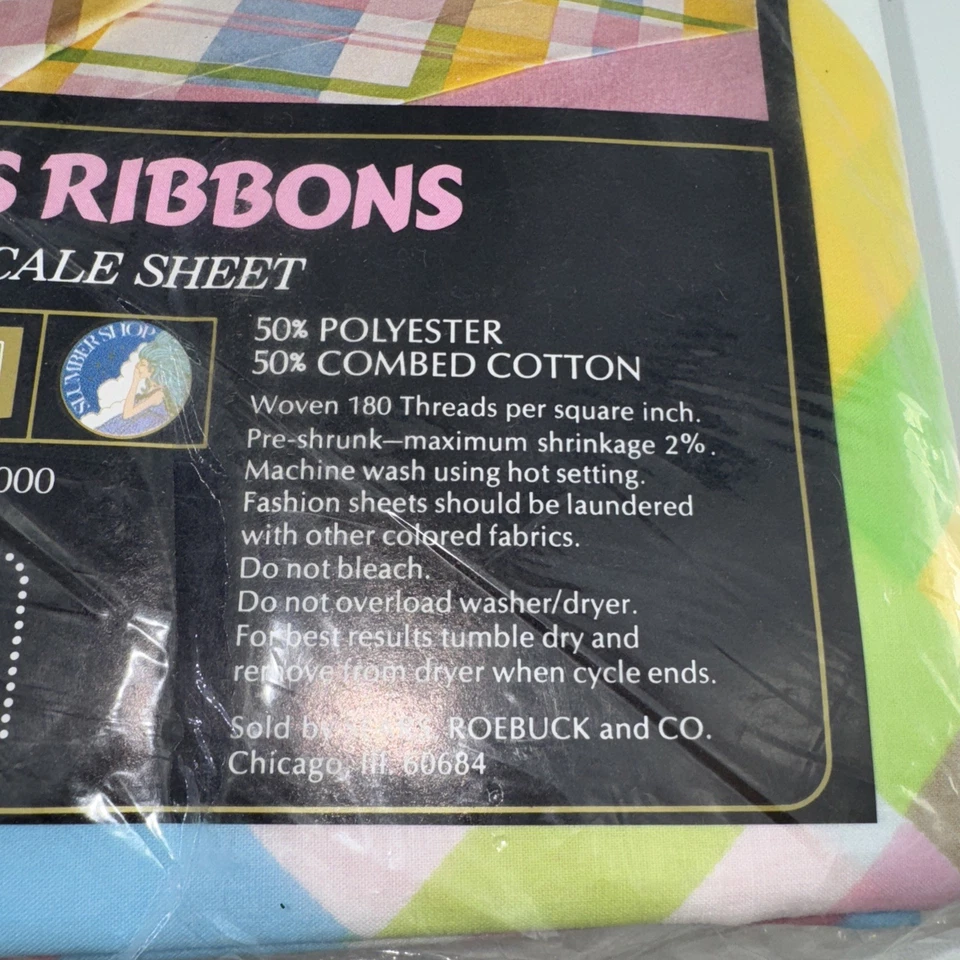 S RIBBONS
CALE SHEET
SLUMBER SHOP
000
50% POLYESTER
50% COMBED COTTON
Woven 180 Threads per square inch.
Pre-shrunk—maximum shrinkage 2%.
Machine wash using hot setting.
Fashion sheets should be laundered
with other colored fabrics.
Do not bleach.
Do not overload washer/dryer.
For best results tumble dry and
remove from dryer when cycle ends.
Sold by ROEBUCK and CO.
Chicago, Ill. 60684